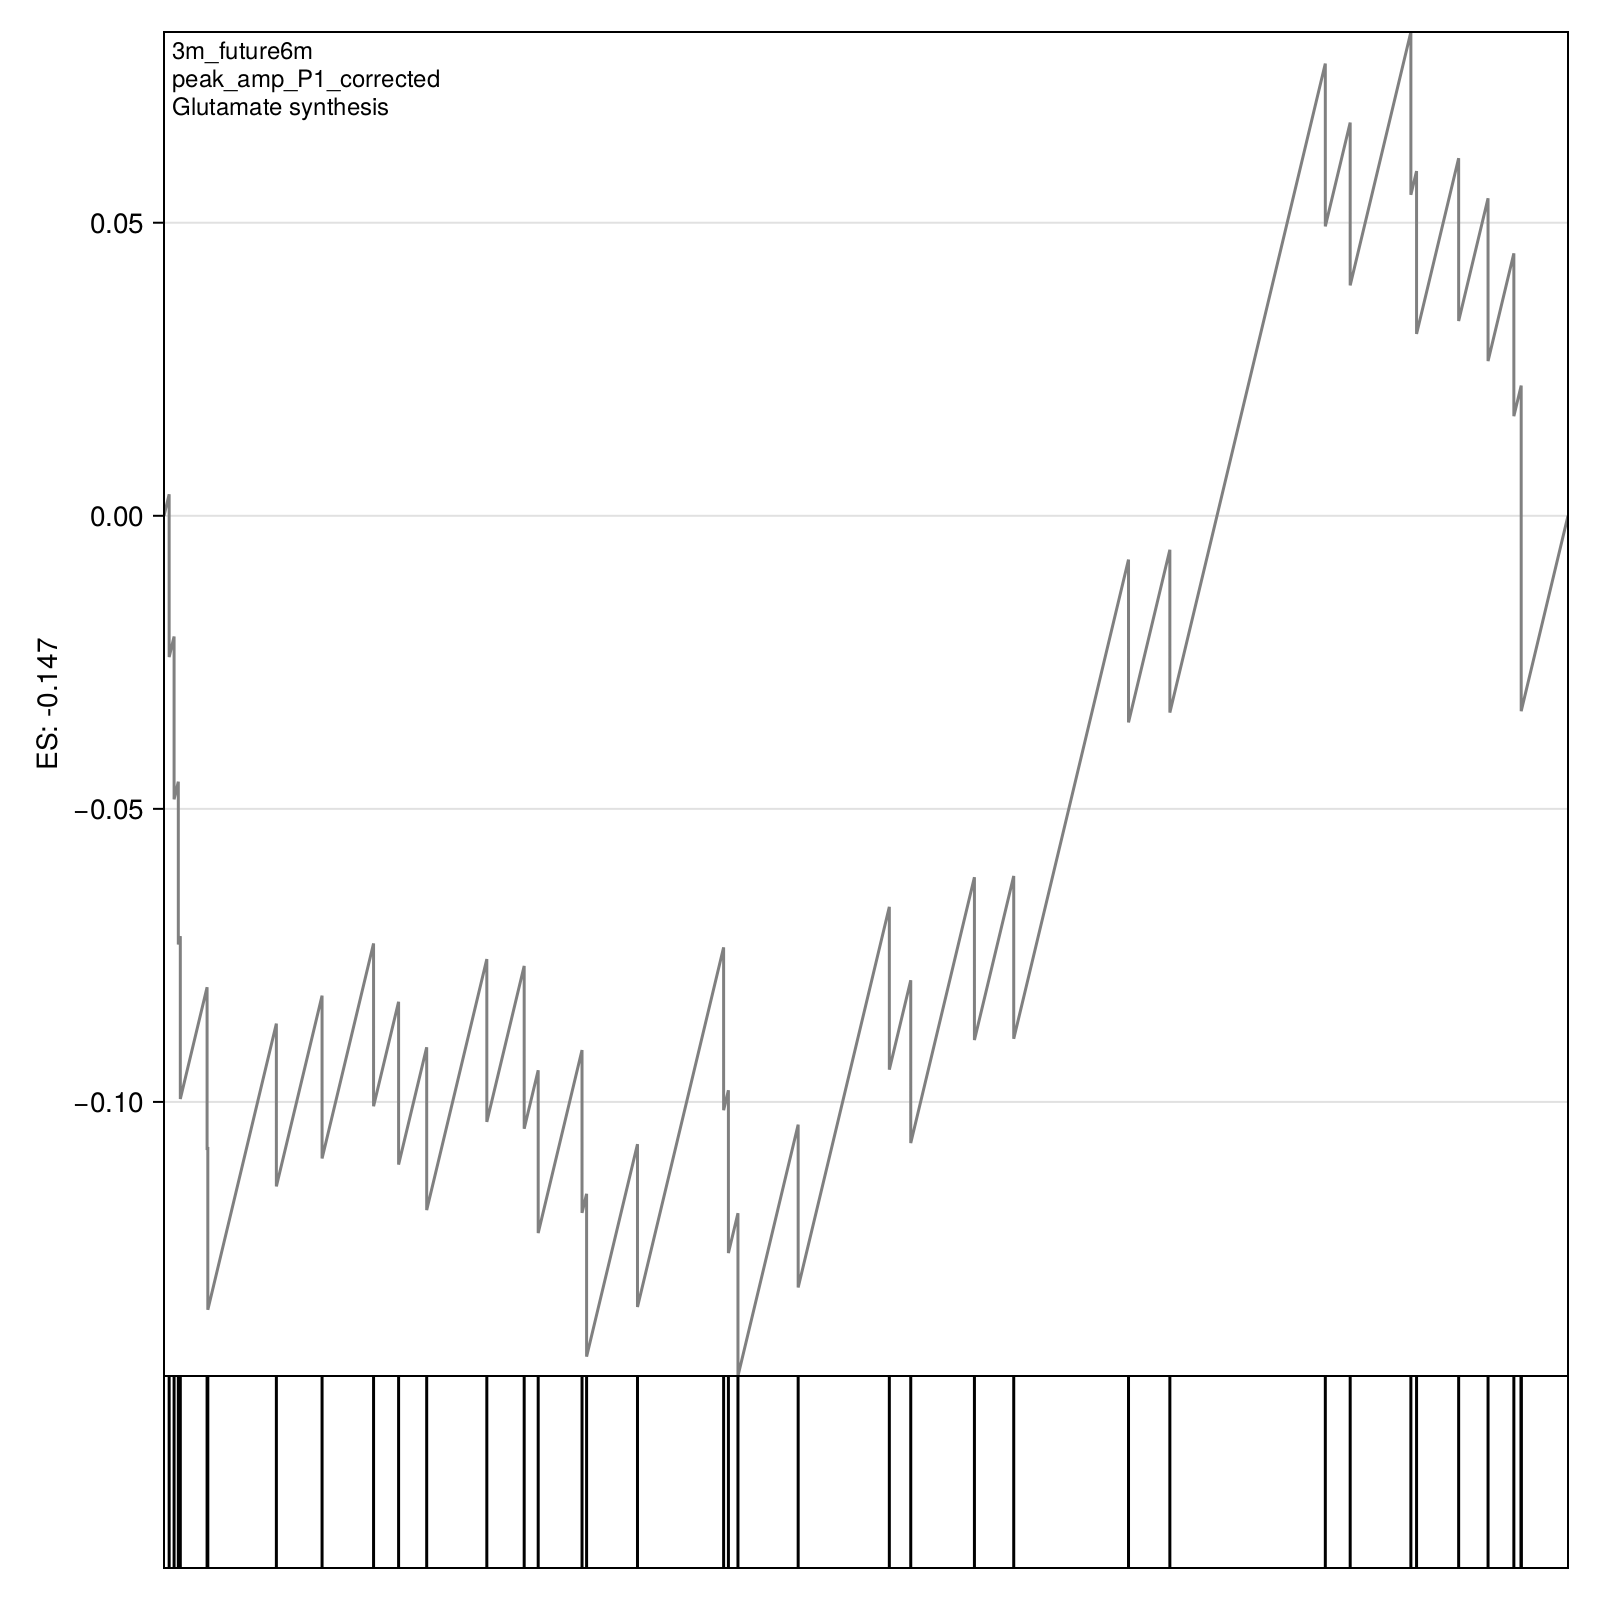 3m_future6m
peak_amp_P1_corrected
Glutamate synthesis
0.05
0.00
ES: -0.147
−0.05
−0.10